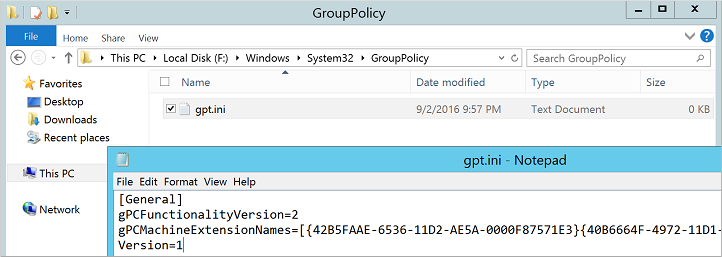 GroupPolicy
File Home Share View
This PC Local Disk (F:) Windows System32 GroupPolicy Search GroupPolicy
Favorites
Desktop
Downloads
Recent places
This PC
Network
Name Date modified Type Size
gpt.ini 9/2/2016 9:57 PM Text Document 0 KB
gpt.ini - Notepad
File Edit Format View Help
[General]
gPCFunctionalityVersion=2
gPCMachineExtensionNames=[{42B5FAAE-6536-11D2-AE5A-0000F87571E3}{40B6664F-4972-11D1-
Version=1